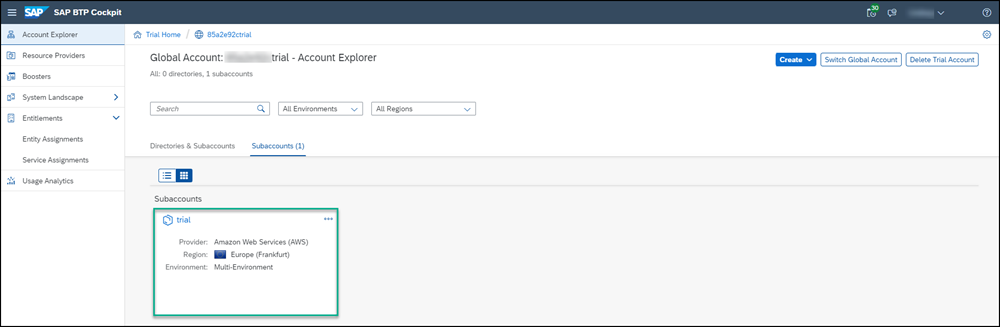 SAP SAP BTP Cockpit 30
Account Explorer
Resource Providers
Boosters
System Landscape
Entitlements
Entity Assignments
Service Assignments
Usage Analytics
Trial Home / 85a2e92ctrial
Global Account: trial - Account Explorer
All: 0 directories, 1 subaccounts
Create Switch Global Account Delete Trial Account
Search All Environments All Regions
Directories & Subaccounts Subaccounts (1)
Subaccounts
trial
Provider: Amazon Web Services (AWS)
Region: Europe (Frankfurt)
Environment: Multi-Environment